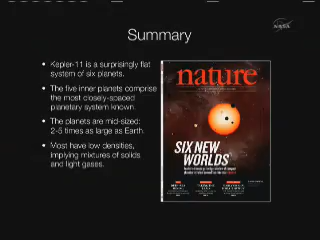 Summary
• Kepler-11 is a surprisingly flat
system of six planets.
• The five inner planets comprise
the most closely-spaced
planetary system known.
• The planets are mid-sized:
2-5 times as large as Earth.
• Most have low densities,
implying mixtures of solids
and light gases.
nature
SIX NEW
WORLDS